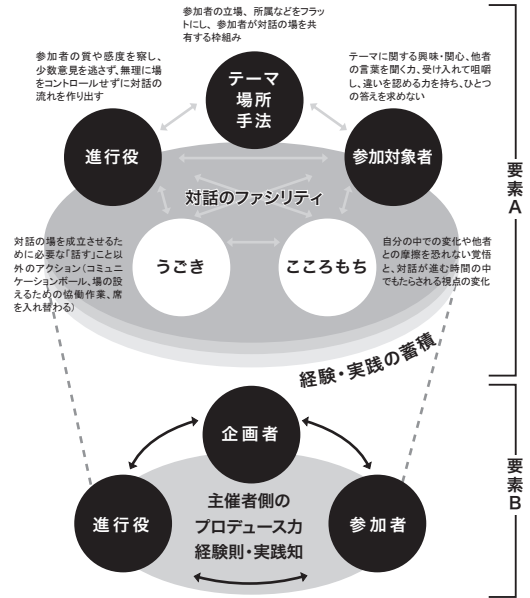 参加者の立場、所属などをフラッ
トにし、参加者が対話の場を共
有する枠組み
参加者の質や感度を察し、
少数意見を逃さず、無理に場
をコントロールせずに対話の
流れを作り出す
テーマ
場所
手法
テーマに関する興味・関心、他者
の言葉を聞く力、受け入れて咀嚼
し、違いを認める力を持ち、ひとつ
の答えを求めない
進行役
参加対象者
対話のファシリティ
要素A
対話の場を成立させるた
めに必要な「話す」こと以
外のアクション（コミュニ
ケーションボール、場の設
えるための協働作業、席
を入れ替わる）
うごき
こころもち
自分の中での変化や他者
との摩擦を恐れない覚悟
と、対話が進む時間の中
でもたらされる視点の変化
経験・実践の蓄積
企画者
要素B
進行役
主催者側の
プロデュース力
経験則・実践知
参加者